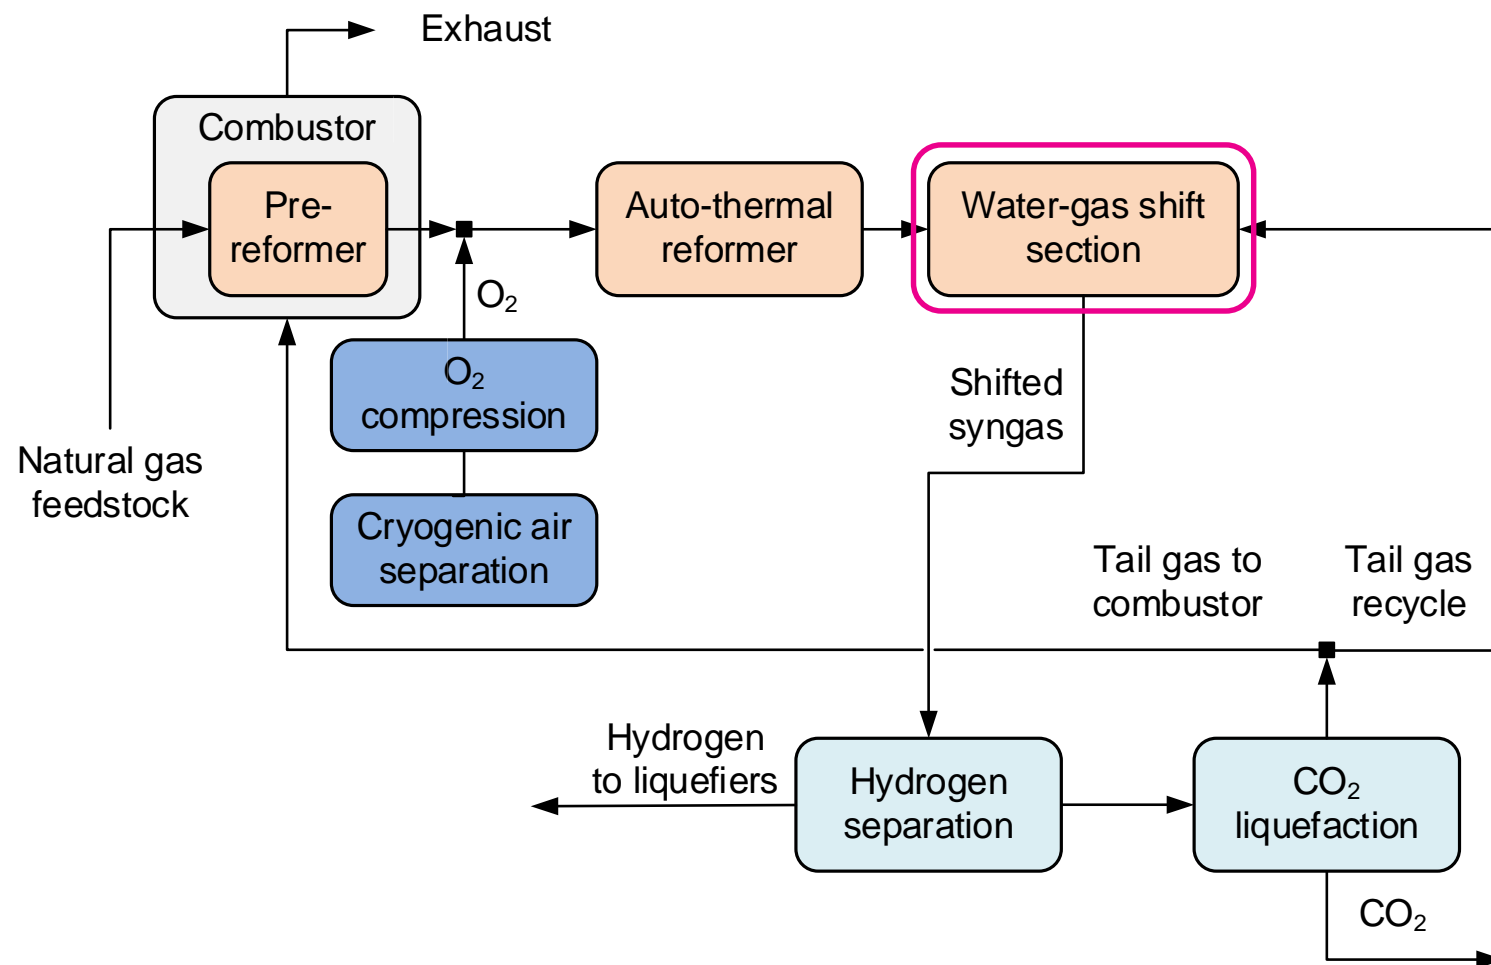 Exhaust
Combustor
Pre-
reformer
Auto-thermal
reformer
Water-gas shift
section
O₂
O₂
compression
Natural gas
feedstock
Cryogenic air
separation
Shifted
syngas
Tail gas to
combustor
Tail gas
recycle
Hydrogen
to liquefiers
Hydrogen
separation
CO₂
liquefaction
CO₂